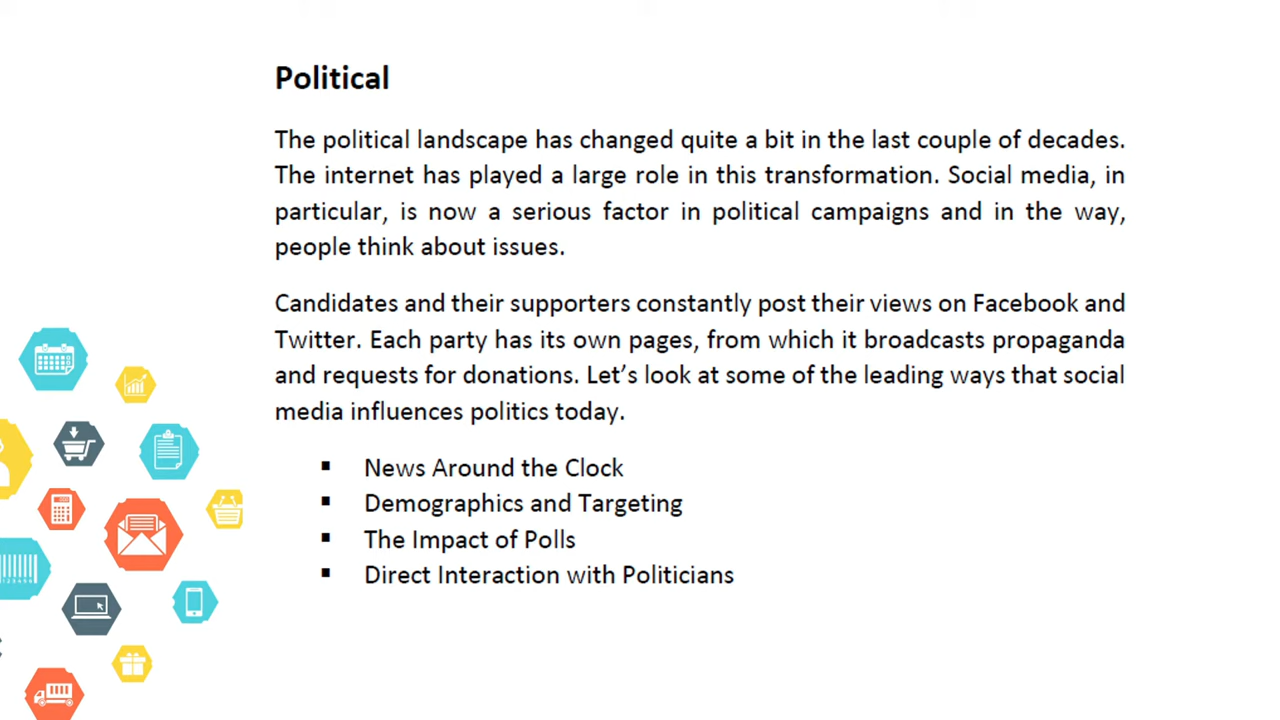 Political
The political landscape has changed quite a bit in the last couple of decades.
The internet has played a large role in this transformation. Social media, in
particular, is now a serious factor in political campaigns and in the way,
people think about issues.
Candidates and their supporters constantly post their views on Facebook and
Twitter. Each party has its own pages, from which it broadcasts propaganda
and requests for donations. Let’s look at some of the leading ways that social
media influences politics today.
▪ News Around the Clock
▪ Demographics and Targeting
▪ The Impact of Polls
▪ Direct Interaction with Politicians